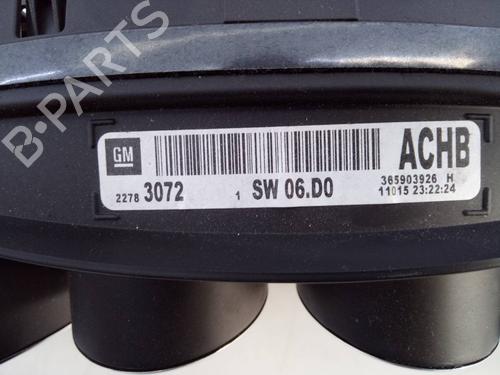 B-PARTS
GM
ACHB
2278 3072 1 SW 06.D0
365903926 H
11015 23:22:24